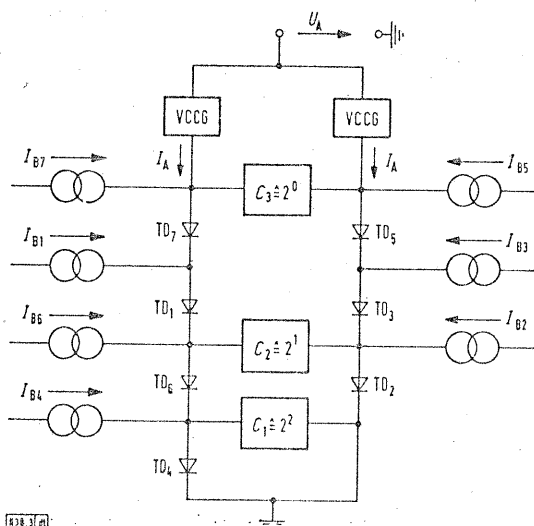 U_A
VCCG VCCG
I_B7 I_A I_A I_B5
C_3 ≙ 2^0
TD_7 TD_5
I_B1 I_B3
TD_1 TD_3
I_B6 I_B2
C_2 ≙ 2^1
TD_6 TD_2
I_B4
C_1 ≙ 2^2
TD_4